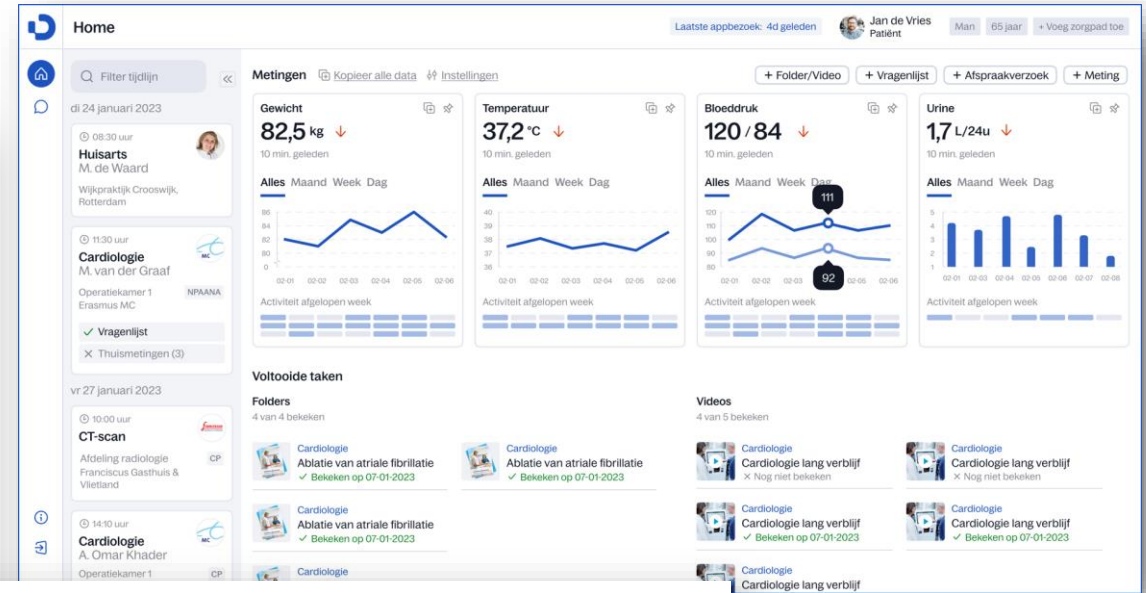 Home
Laatste appbezoek: 4d geleden
Jan de Vries
Patiënt
Man
65 jaar
+ Voeg zorgpad toe
Filter tijdlijn
di 24 januari 2023
08:30 uur
Huisarts
M. de Waard
Wijkpraktijk Crooswijk,
Rotterdam
11:30 uur
Cardiologie
M. van der Graaf
Operatiekamer 1
Erasmus MC
NPAANA
Vragenlijst
Thuismetingen (3)
vr 27 januari 2023
10:00 uur
CT-scan
Afdeling radiologie
Franciscus Gasthuis &
Vlietland
CP
14:10 uur
Cardiologie
A. Omar Khader
Operatiekamer 1
CP
Metingen
Kopieer alle data
Instellingen
+ Folder/Video
+ Vragenlijst
+ Afspraakverzoek
+ Meting
Gewicht
82,5 kg
10 min. geleden
Alles Maand Week Dag
86
84
82
80
0
02-01 02-02 02-03 02-04 02-05 02-06
Activiteit afgelopen week
Temperatuur
37,2 °C
10 min. geleden
Alles Maand Week Dag
40
39
38
37
36
02-01 02-02 02-03 02-04 02-05 02-06
Activiteit afgelopen week
Bloeddruk
120 / 84
10 min. geleden
Alles Maand Week Dag
111
120
110
100
90
80
92
02-01 02-02 02-03 02-05 02-06
Activiteit afgelopen week
Urine
1,7 L/24u
10 min. geleden
Alles Maand Week Dag
5
4
3
2
1
02-01 02-03 02-04 02-05 02-06 02-07 02-08
Activiteit afgelopen week
Voltooide taken
Folders
4 van 4 bekeken
Cardiologie
Ablatie van atriale fibrillatie
Bekeken op 07-01-2023
Cardiologie
Ablatie van atriale fibrillatie
Bekeken op 07-01-2023
Cardiologie
Ablatie van atriale fibrillatie
Bekeken op 07-01-2023
Cardiologie
Videos
4 van 5 bekeken
Cardiologie
Cardiologie lang verblijf
Nog niet bekeken
Cardiologie
Cardiologie lang verblijf
Nog niet bekeken
Cardiologie
Cardiologie lang verblijf
Bekeken op 07-01-2023
Cardiologie
Cardiologie lang verblijf
Bekeken op 07-01-2023
Cardiologie
Cardiologie lang verblijf